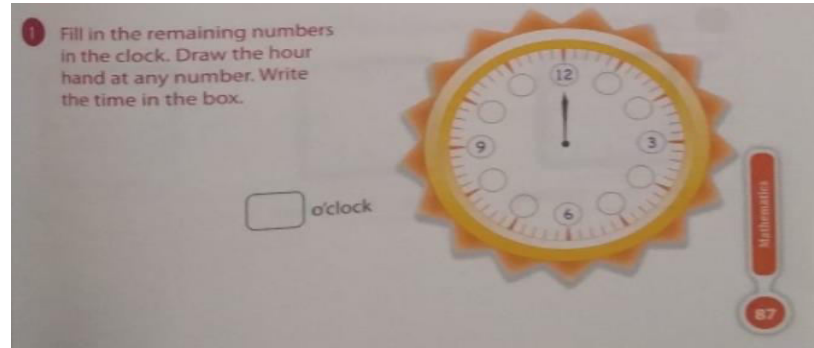 1 Fill in the remaining numbers
in the clock. Draw the hour
hand at any number. Write
the time in the box.
o'clock
12
9
3
6
Mathematics
87